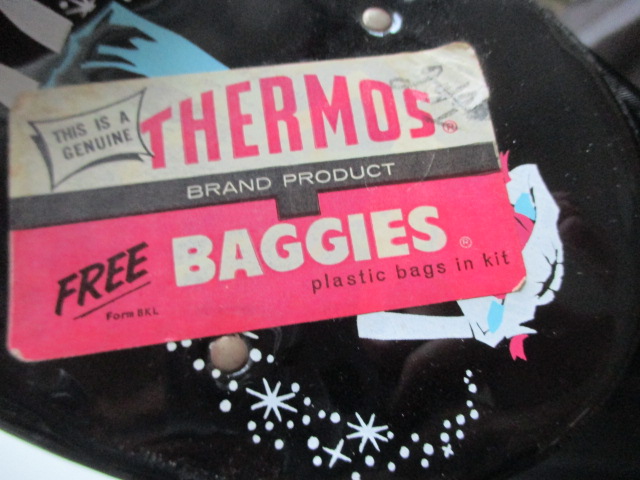 THIS IS A
GENUINE
THERMOS®
BRAND PRODUCT
FREE
BAGGIES®
plastic bags in kit
Form BKL